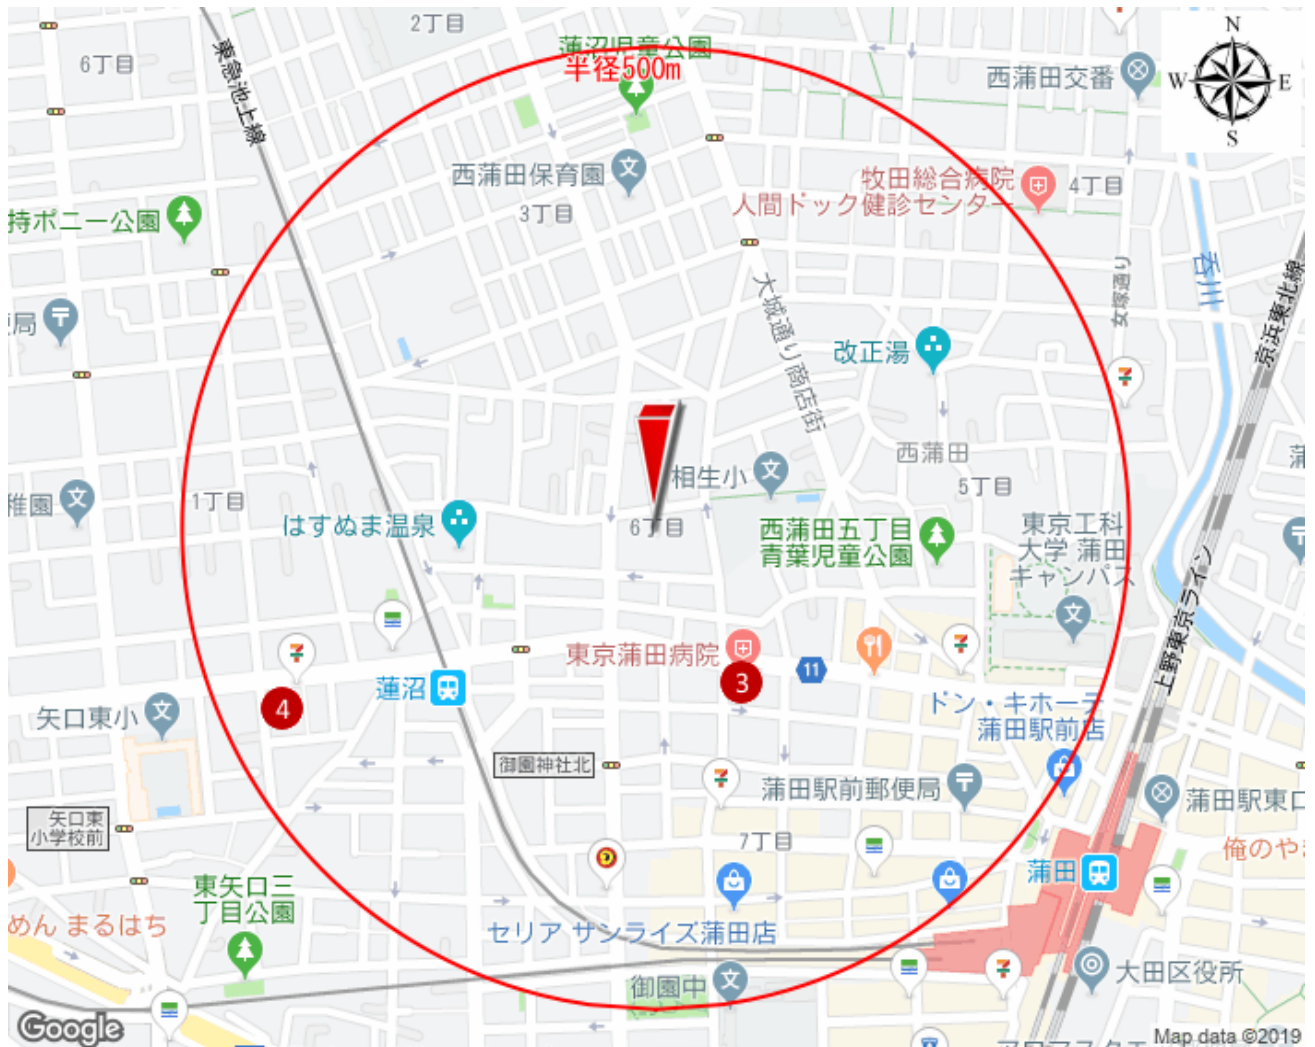 2丁目
蓮沼児童公園
半径500m
N
W
E
S
6丁目
東急池上線
西蒲田交番
西蒲田保育園
3丁目
牧田総合病院
人間ドック健診センター
4丁目
持ポニー公園
女塚通り
呑川
京浜東北線
大城通り商店街
局
改正湯
西蒲田
相生小
5丁目
稚園
1丁目
はすぬま温泉
6丁目
西蒲田五丁目
青葉児童公園
東京工科
大学 蒲田
キャンパス
上野東京ライン
蒲
東京蒲田病院
11
3
4
蓮沼
矢口東小
ドン・キホーテ
蒲田駅前店
御園神社北
蒲田駅前郵便局
蒲田駅東口
矢口東
小学校前
7丁目
俺のやき
蒲田
東矢口三
丁目公園
めん まるはち
セリア サンライズ蒲田店
御園中
大田区役所
Google
Map data ©2019